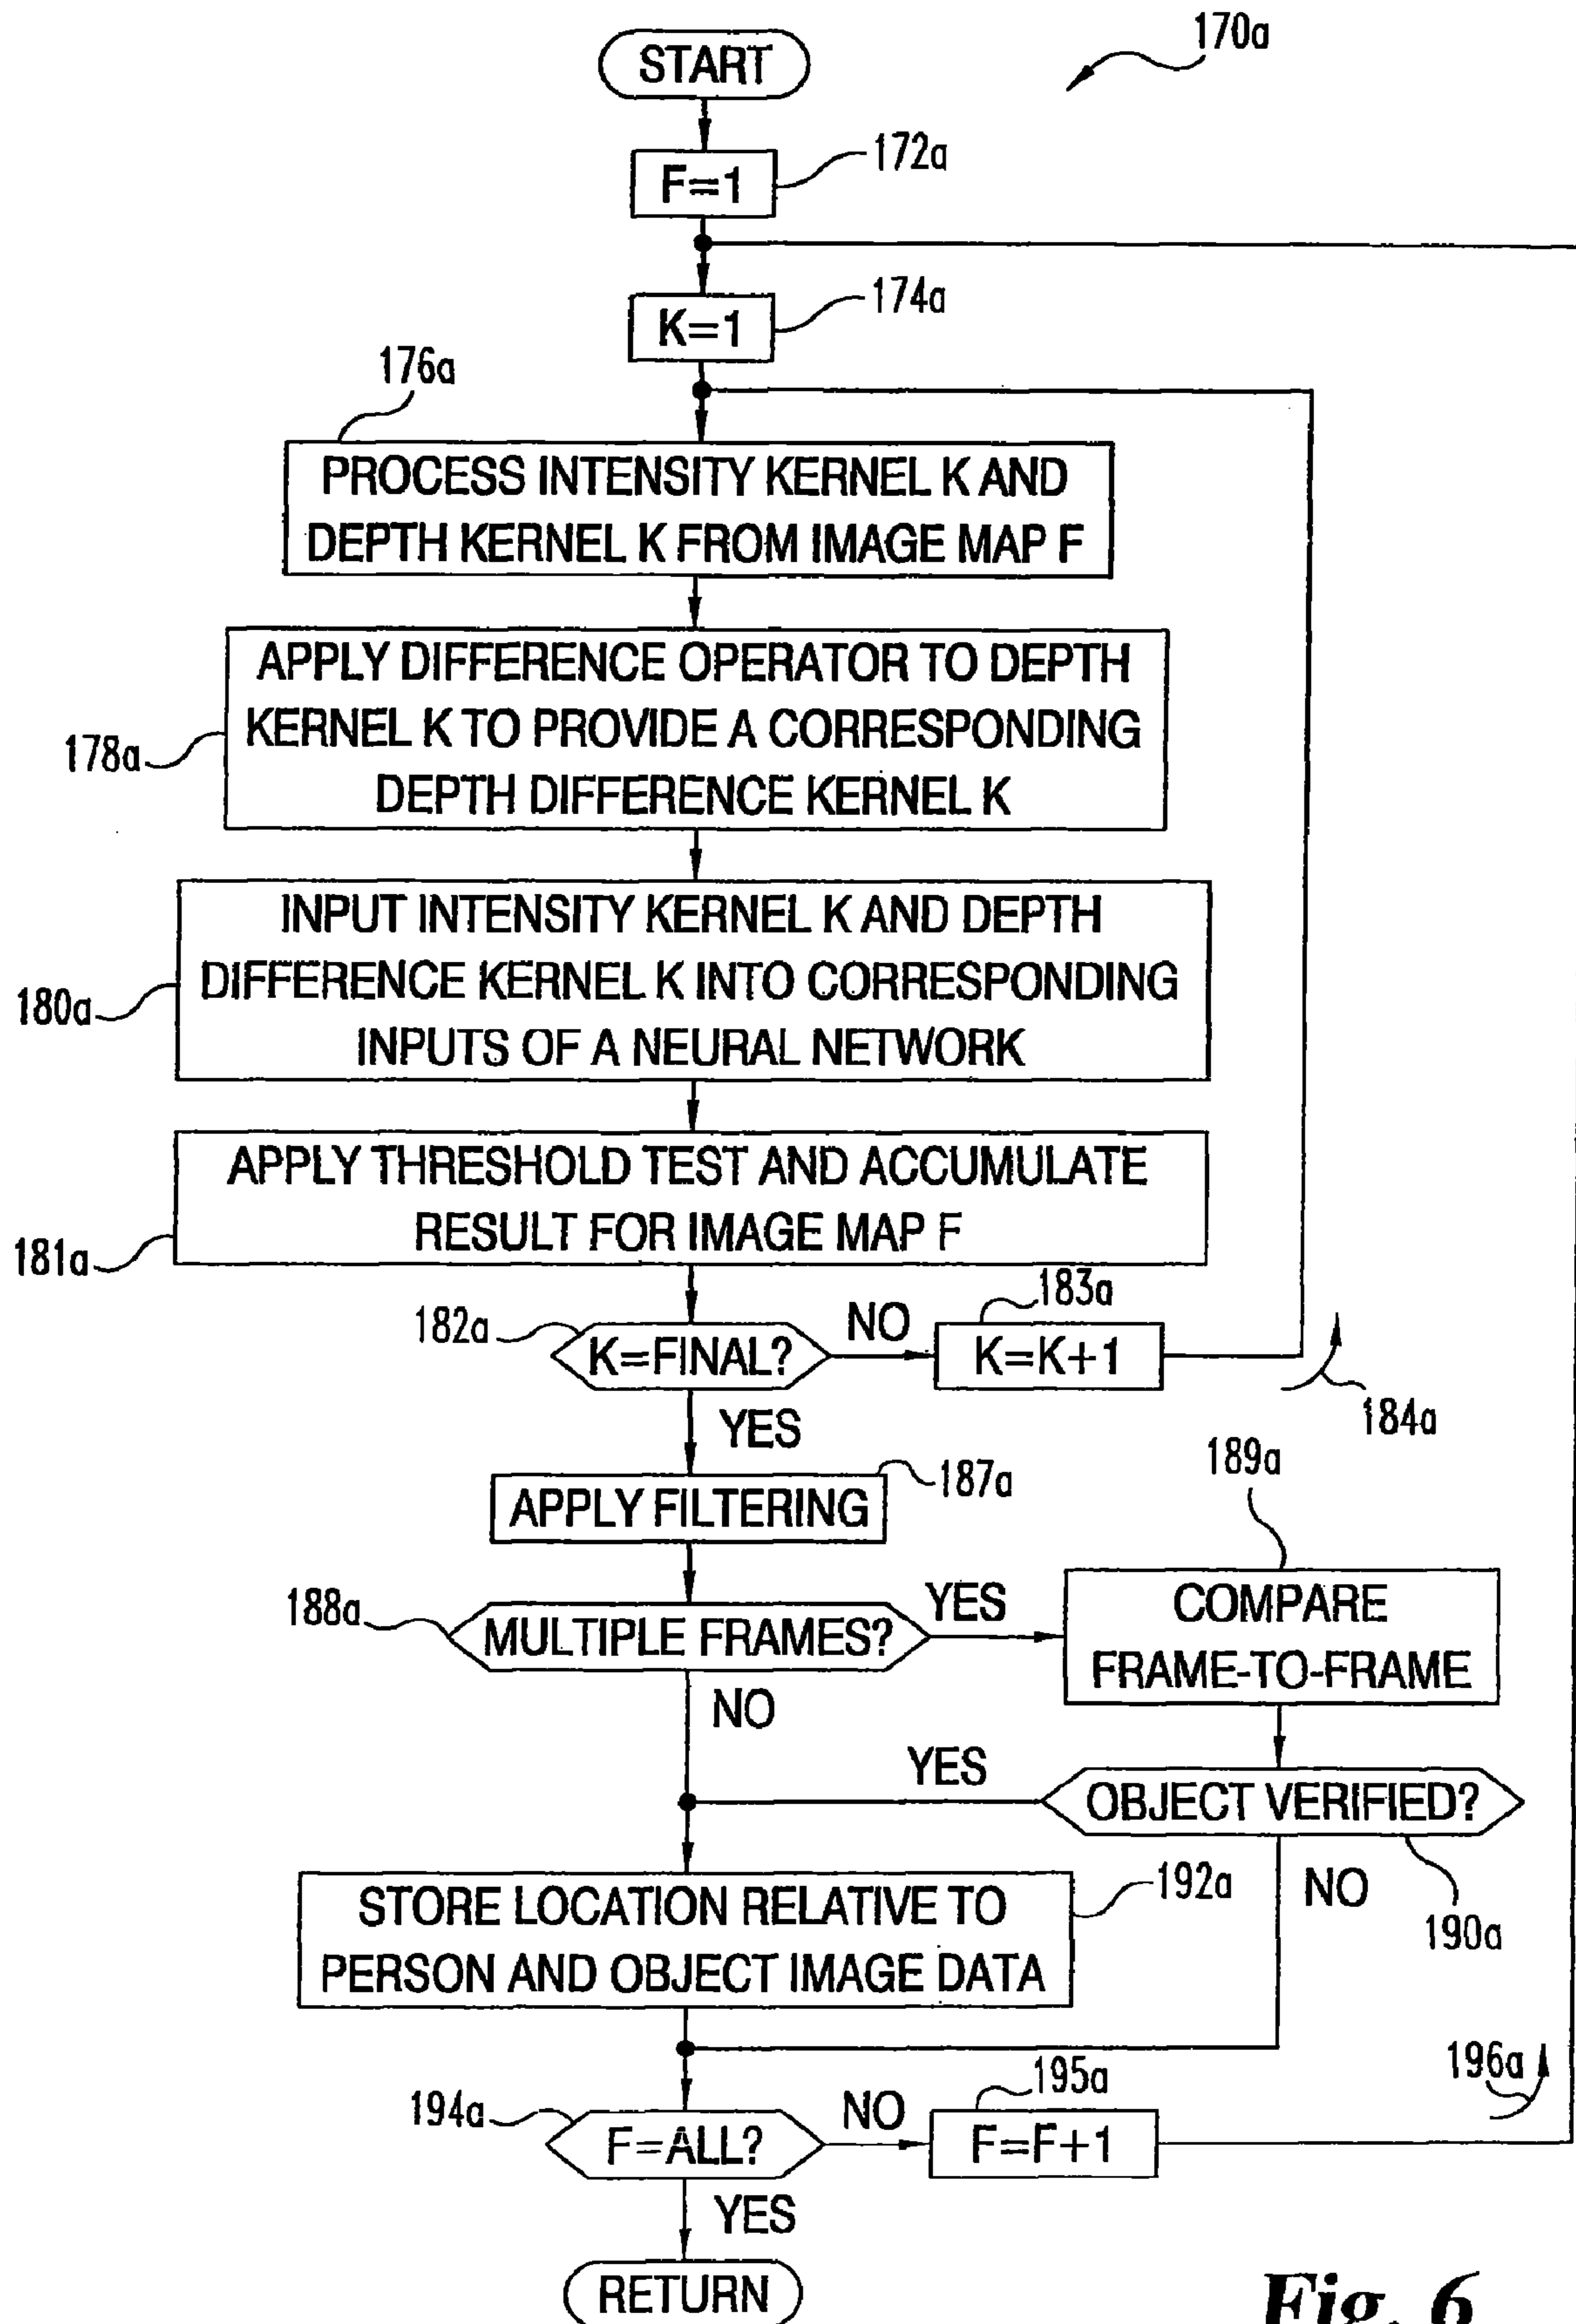 170a
START
F=1
172a
K=1
174a
176a
PROCESS INTENSITY KERNEL K AND
DEPTH KERNEL K FROM IMAGE MAP F
APPLY DIFFERENCE OPERATOR TO DEPTH
KERNEL K TO PROVIDE A CORRESPONDING
DEPTH DIFFERENCE KERNEL K
178a
INPUT INTENSITY KERNEL K AND DEPTH
DIFFERENCE KERNEL K INTO CORRESPONDING
INPUTS OF A NEURAL NETWORK
180a
APPLY THRESHOLD TEST AND ACCUMULATE
RESULT FOR IMAGE MAP F
181a
182a
K=FINAL?
NO
183a
K=K+1
184a
YES
187a
APPLY FILTERING
189a
188a
MULTIPLE FRAMES?
YES
COMPARE
FRAME-TO-FRAME
NO
YES
OBJECT VERIFIED?
190a
NO
192a
STORE LOCATION RELATIVE TO
PERSON AND OBJECT IMAGE DATA
194a
F=ALL?
NO
195a
F=F+1
196a
YES
RETURN
Fig. 6